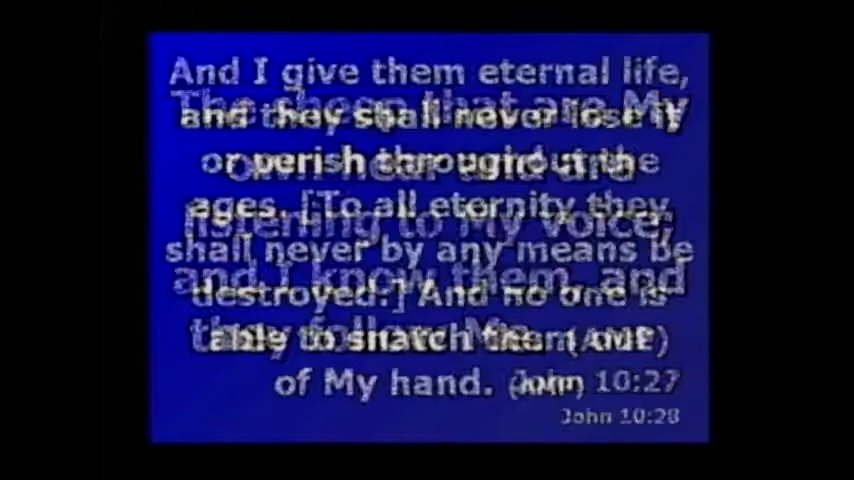 The sheep that are My
own hear and are
listening to My voice;
and I know them, and
they follow Me.
(AMP)
John 10:27
And I give them eternal life,
and they shall never lose it
or perish throughout the
ages. [To all eternity they
shall never by any means be
destroyed.] And no one is
able to snatch them out
of My hand. (AMP)
John 10:28